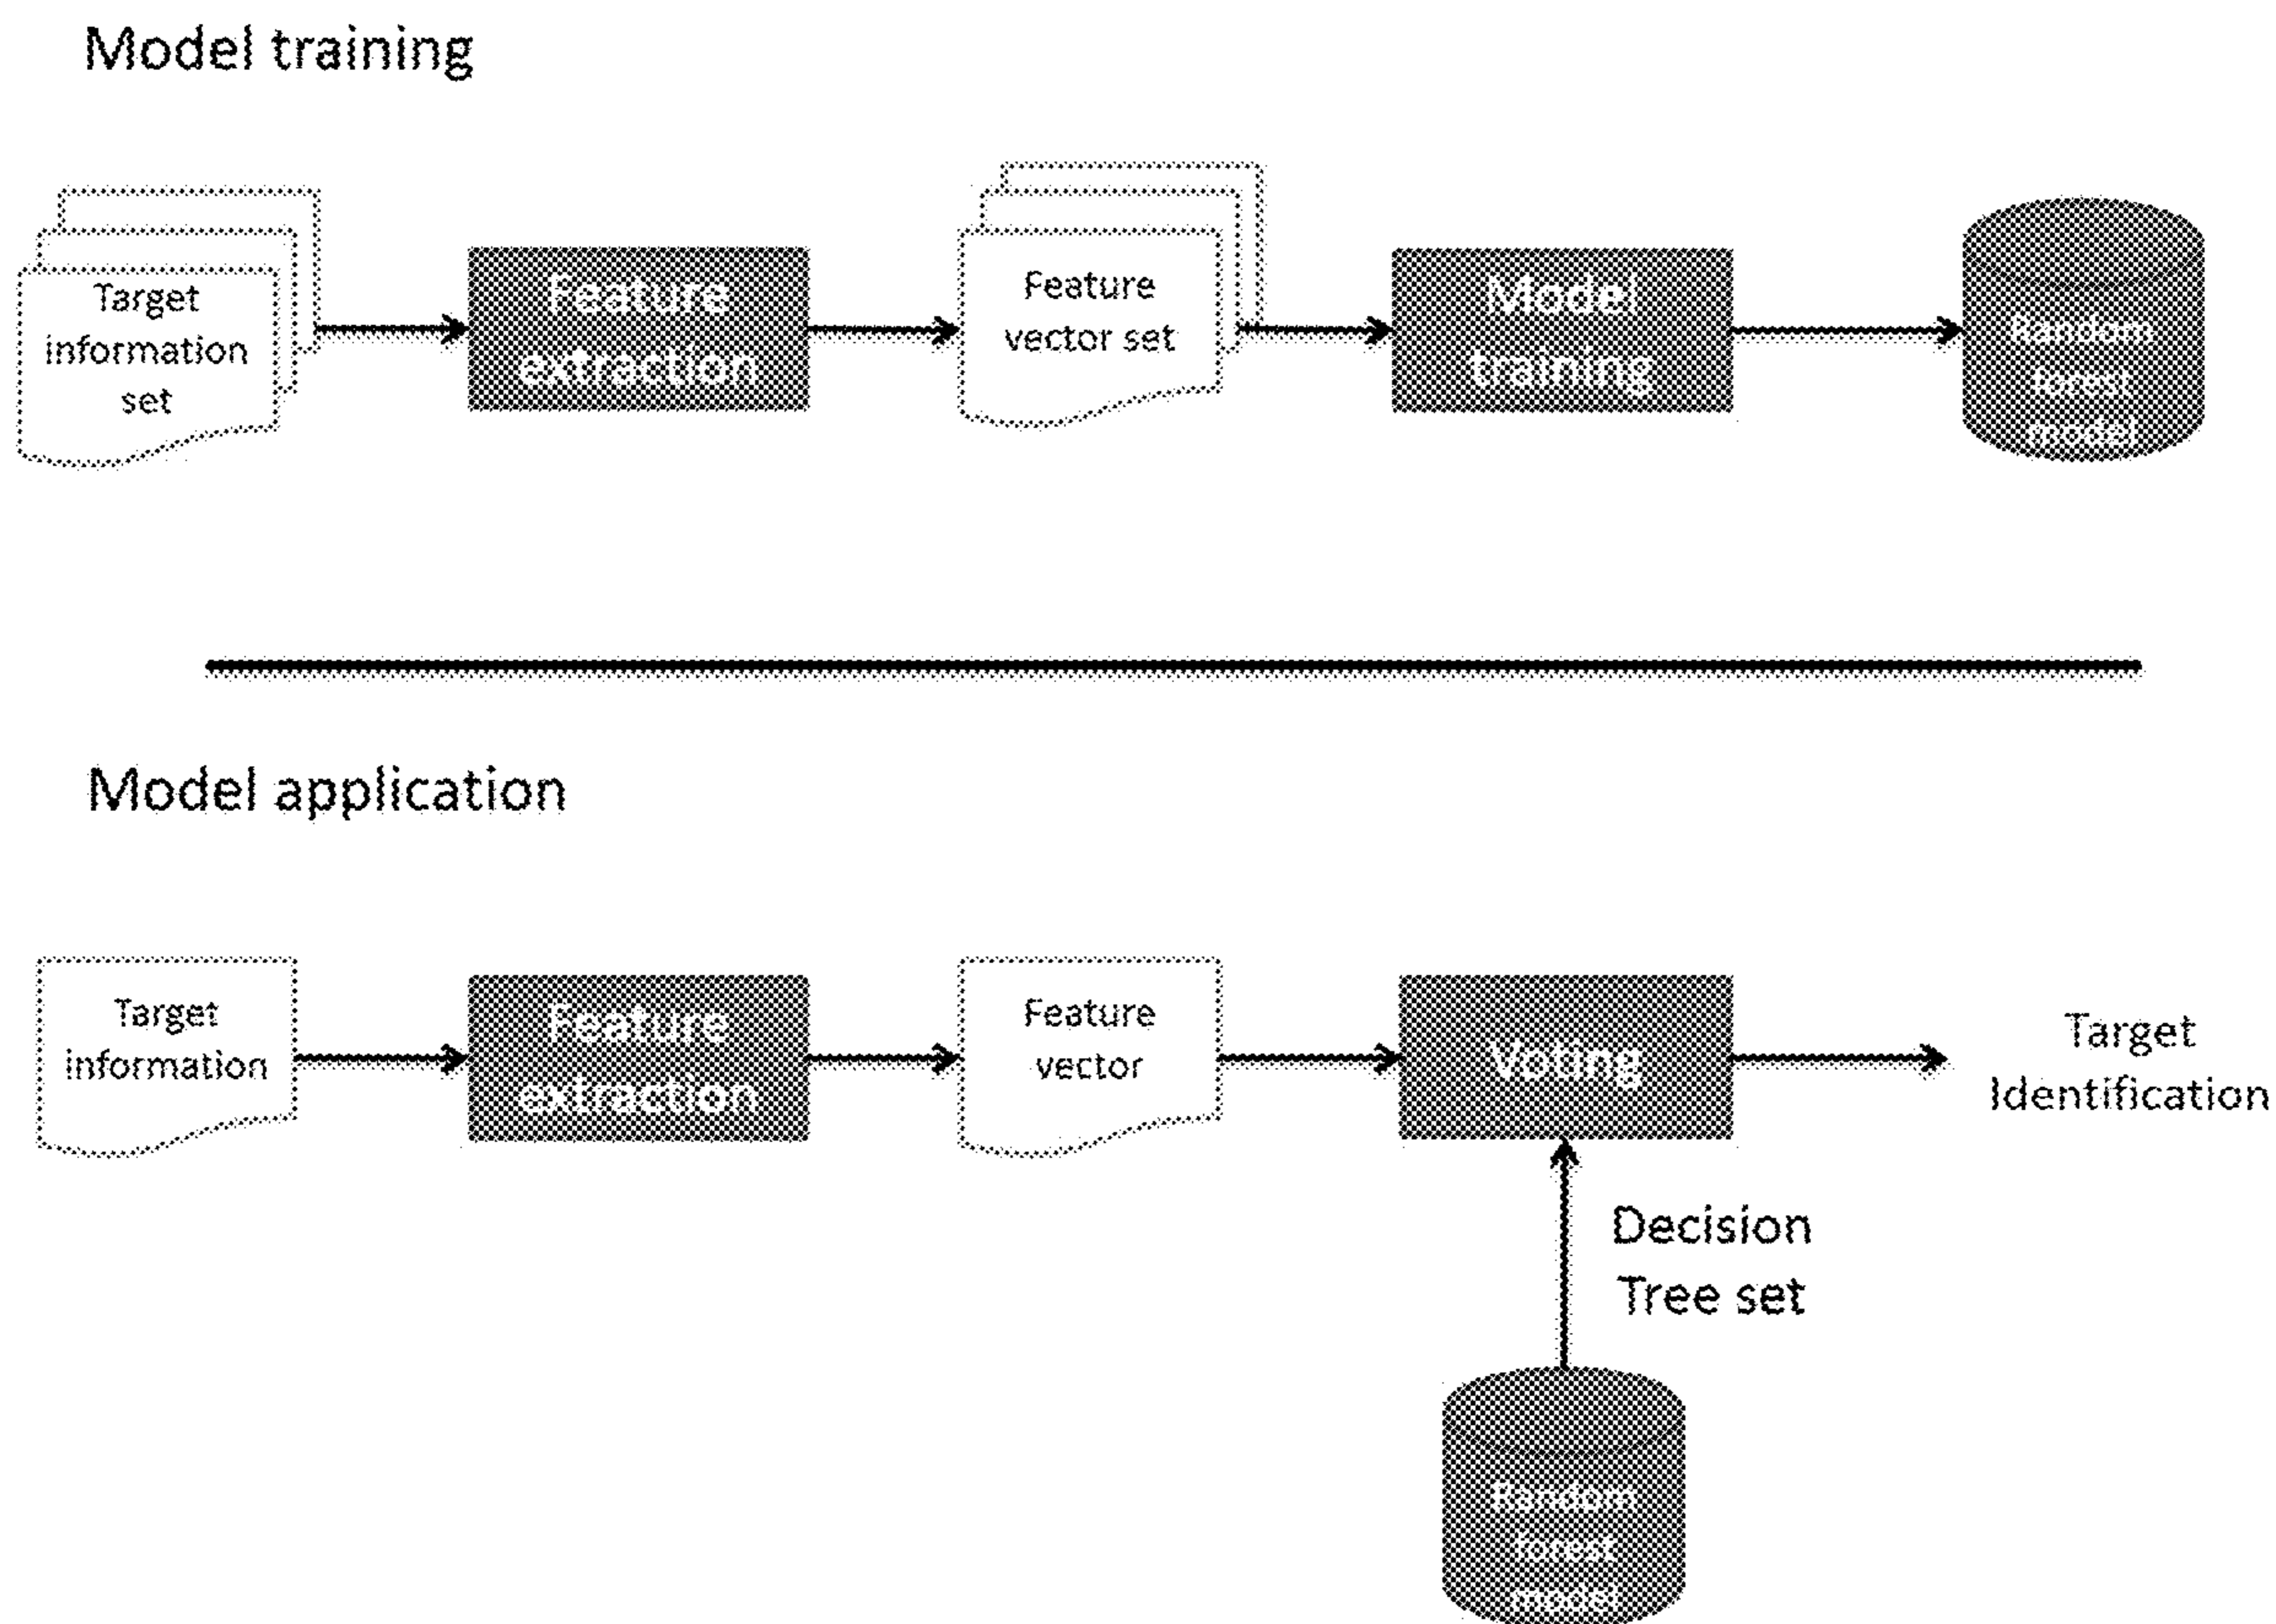 Model training
Target
information
set
Feature
extraction
Feature
vector set
Model
training
Random
forest
model
Model application
Target
information
Feature
extraction
Feature
vector
Voting
Target
Identification
Decision
Tree set
Random
forest
model